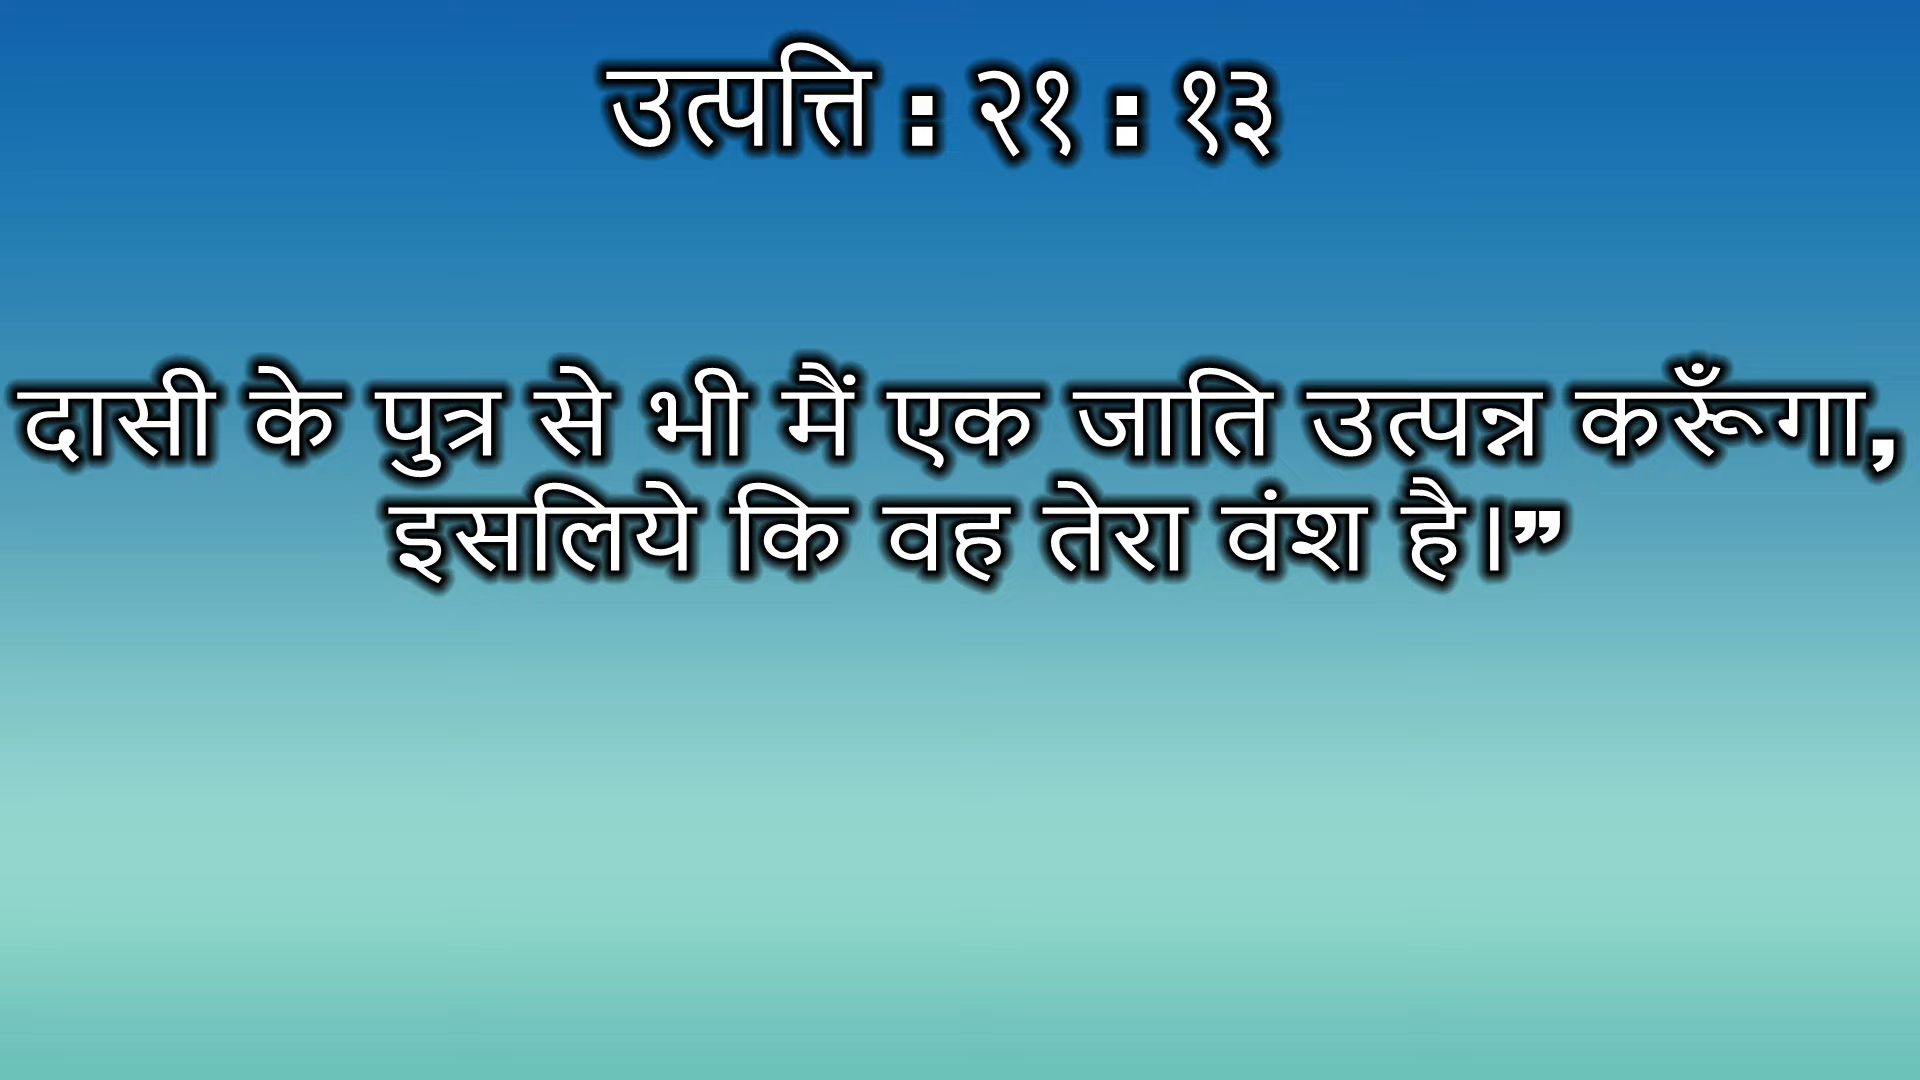 उत्पत्ति : २१ : १३
दासी के पुत्र से भी मैं एक जाति उत्पन्न करूँगा,
इसलिये कि वह तेरा वंश है।”